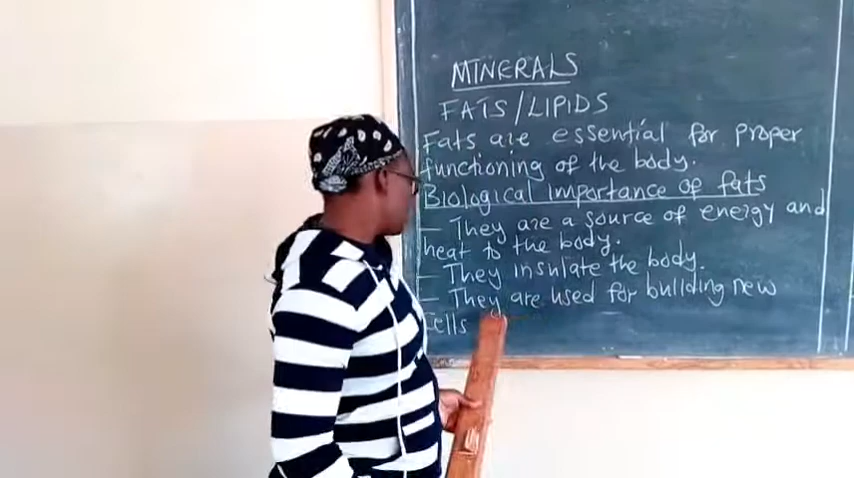 MINERALS
FATS/LIPIDS
Fats are essential for proper
functioning of the body.
Biological importance of fats
- They are a source of energy and
heat to the body.
- They insulate the body.
- They are used for building new
cells